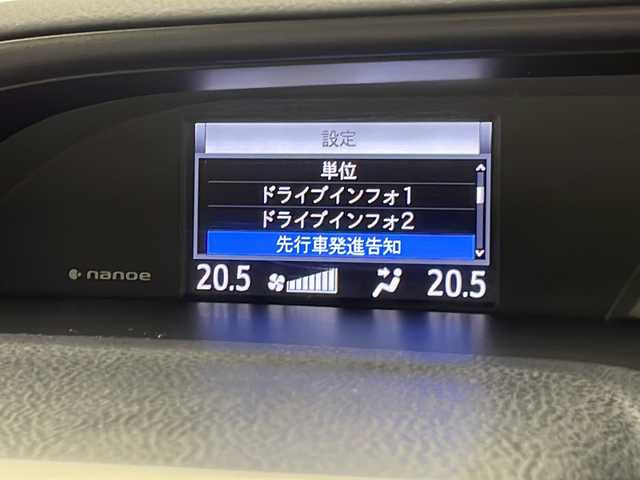 設定
単位
ドライブインフォ1
ドライブインフォ2
先行車発進告知
nanoe
20.5 20.5